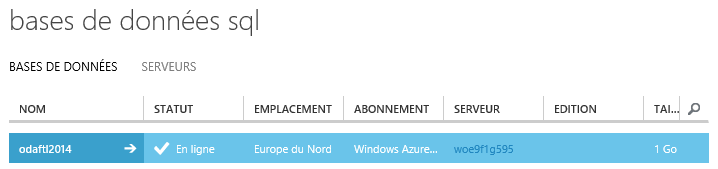 bases de données sql
BASES DE DONNÉES SERVEURS
NOM STATUT EMPLACEMENT ABONNEMENT SERVEUR EDITION TAI...
odaftl2014 En ligne Europe du Nord Windows Azure... woe9f1g595 1 Go